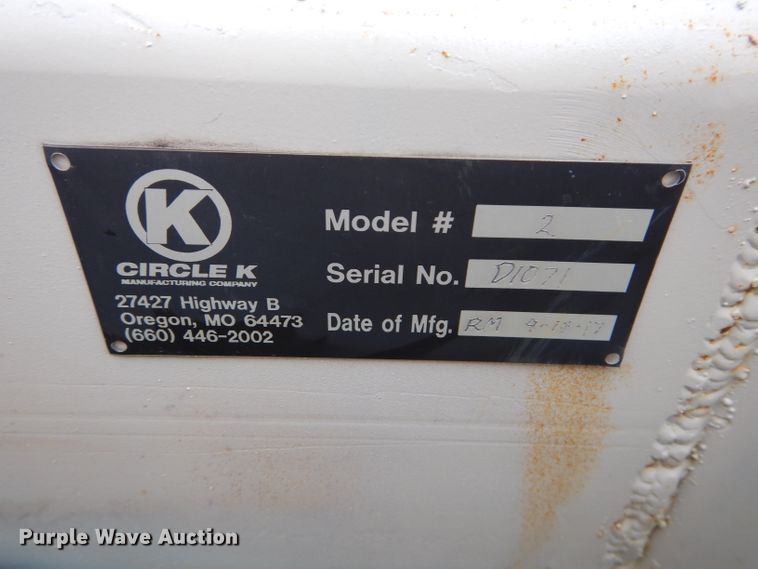 K
CIRCLE K
MANUFACTURING COMPANY
27427 Highway B
Oregon, MO 64473
(660) 446-2002
Model # 2
Serial No. D1071
Date of Mfg. RM
Purple Wave Auction